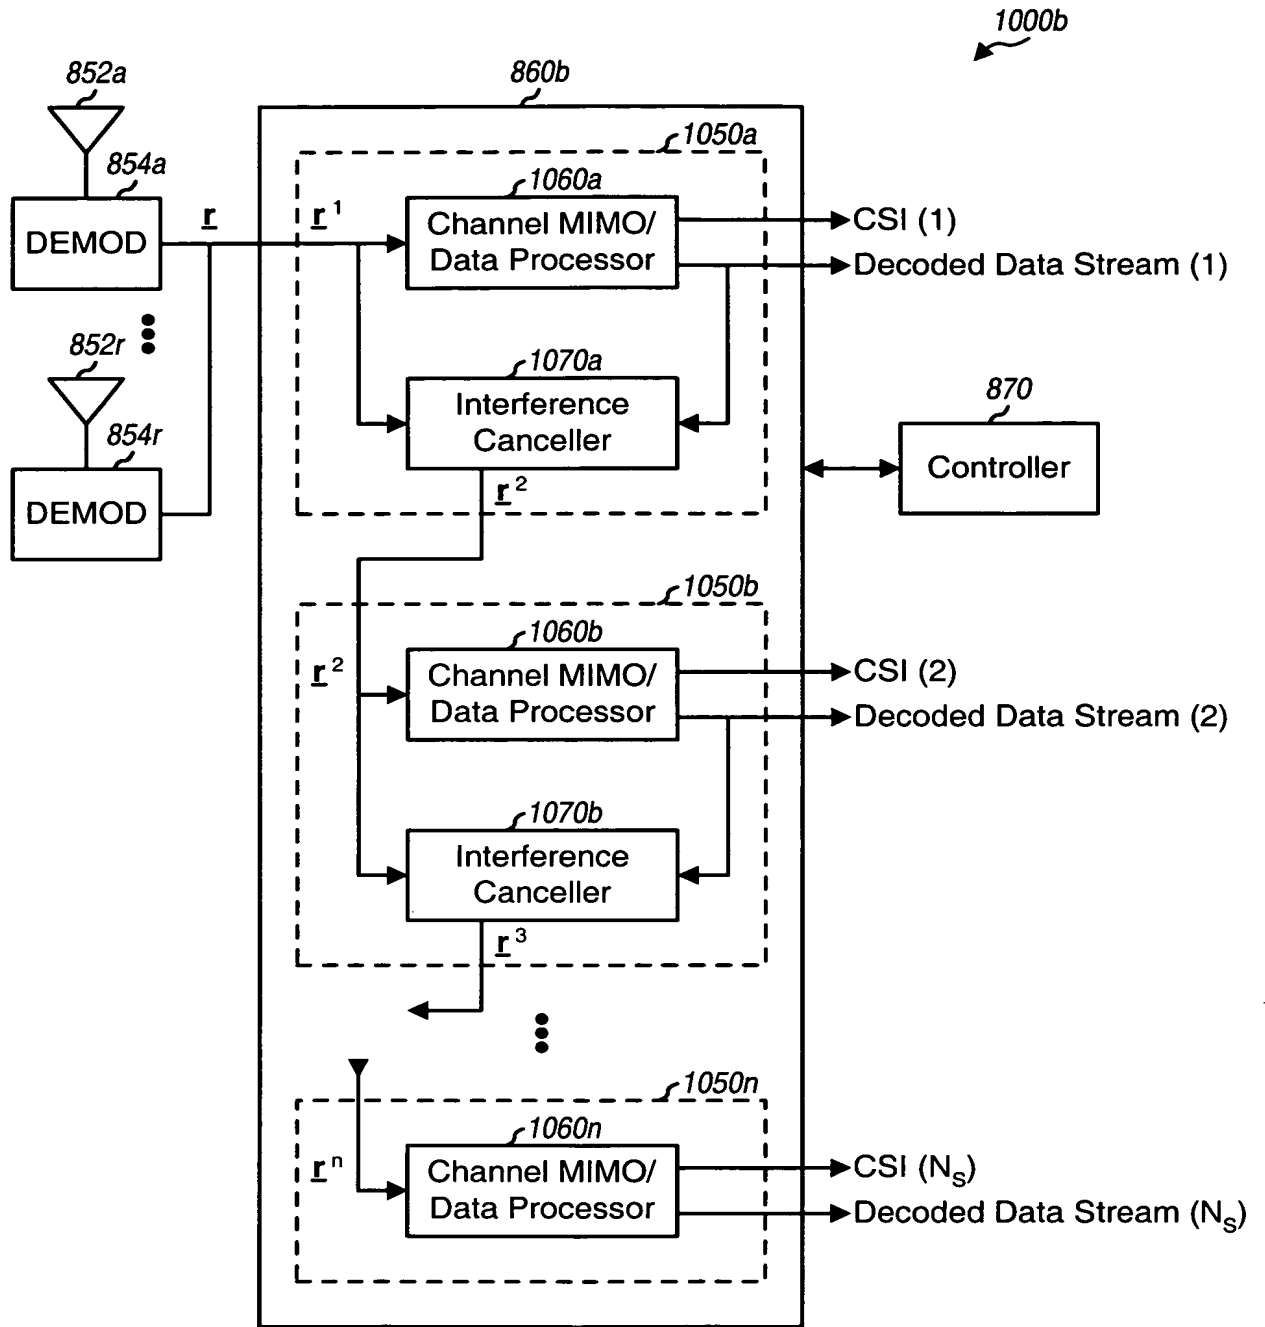 1000b
852a
860b
1050a
854a
1060a
DEMOD
r
r 1
Channel MIMO/
Data Processor
CSI (1)
Decoded Data Stream (1)
852r
1070a
Interference
Canceller
870
Controller
854r
DEMOD
r 2
1050b
1060b
r 2
Channel MIMO/
Data Processor
CSI (2)
Decoded Data Stream (2)
1070b
Interference
Canceller
r 3
1050n
1060n
r n
Channel MIMO/
Data Processor
CSI (NS)
Decoded Data Stream (NS)